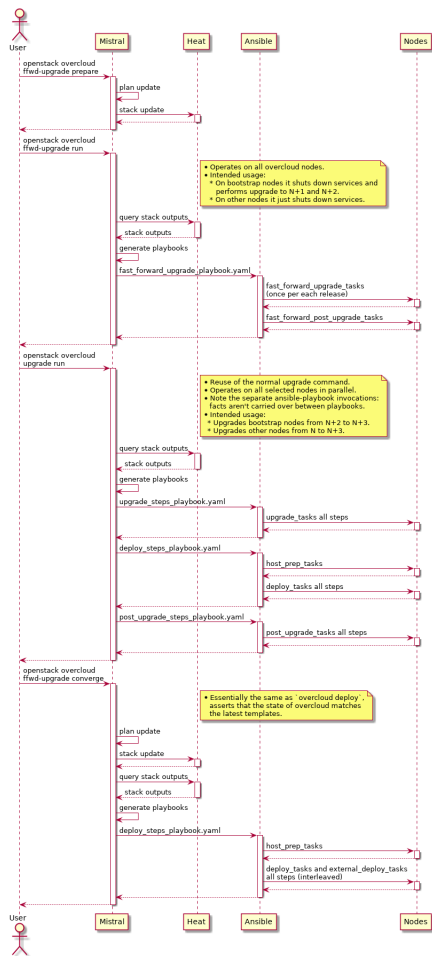 User
Mistral
Heat
Ansible
Nodes
openstack overcloud
ffwd-upgrade prepare
plan update
stack update
openstack overcloud
ffwd-upgrade run
• Operates on all overcloud nodes.
• Intended usage:
* On bootstrap nodes it shuts down services and
performs upgrade to N+1 and N+2.
* On other nodes it just shuts down services.
query stack outputs
stack outputs
generate playbooks
fast_forward_upgrade_playbook.yaml
fast_forward_upgrade_tasks
(once per each release)
fast_forward_post_upgrade_tasks
openstack overcloud
upgrade run
• Reuse of the normal upgrade command.
• Operates on all selected nodes in parallel.
• Note the separate ansible-playbook invocations:
facts aren't carried over between playbooks.
• Intended usage:
* Upgrades bootstrap nodes from N+2 to N+3.
* Upgrades other nodes from N to N+3.
query stack outputs
stack outputs
generate playbooks
upgrade_steps_playbook.yaml
upgrade_tasks all steps
deploy_steps_playbook.yaml
host_prep_tasks
deploy_tasks all steps
post_upgrade_steps_playbook.yaml
post_upgrade_tasks all steps
openstack overcloud
ffwd-upgrade converge
• Essentially the same as `overcloud deploy`,
asserts that the state of overcloud matches
the latest templates.
plan update
stack update
query stack outputs
stack outputs
generate playbooks
deploy_steps_playbook.yaml
host_prep_tasks
deploy_tasks and external_deploy_tasks
all steps (interleaved)
User
Mistral
Heat
Ansible
Nodes